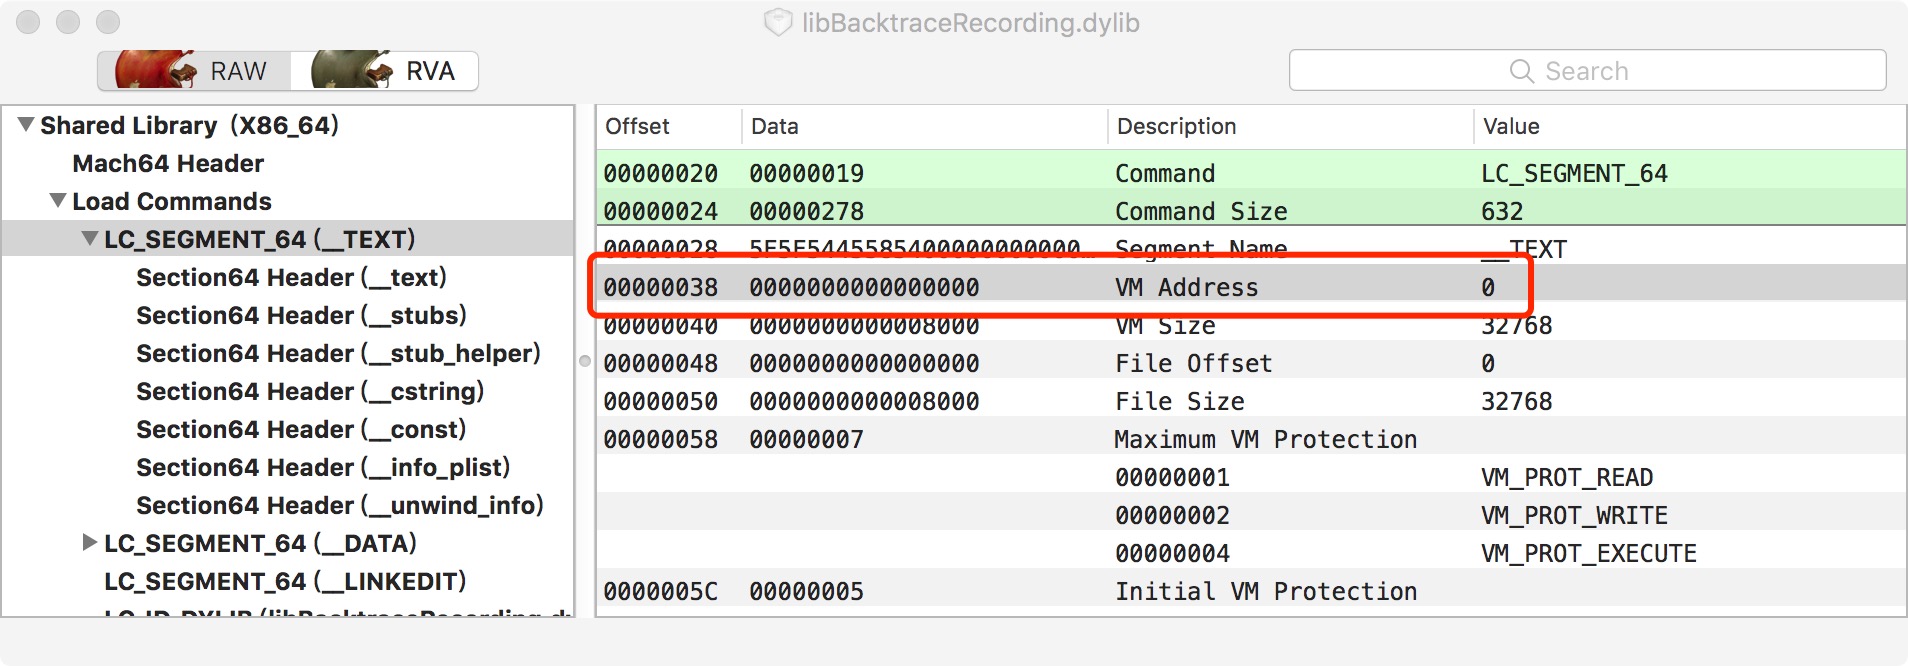 libBacktraceRecording.dylib
RAW RVA Search
Shared Library (X86_64)
Mach64 Header
Load Commands
LC_SEGMENT_64 (__TEXT)
Section64 Header (__text)
Section64 Header (__stubs)
Section64 Header (__stub_helper)
Section64 Header (__cstring)
Section64 Header (__const)
Section64 Header (__info_plist)
Section64 Header (__unwind_info)
LC_SEGMENT_64 (__DATA)
LC_SEGMENT_64 (__LINKEDIT)
LC_ID_DYLIB (libBacktraceRecording.dy
Offset Data Description Value
00000020 00000019 Command LC_SEGMENT_64
00000024 00000278 Command Size 632
00000028 5F5F5445585400000000000... Segment Name __TEXT
00000038 0000000000000000 VM Address 0
00000040 0000000000008000 VM Size 32768
00000048 0000000000000000 File Offset 0
00000050 0000000000008000 File Size 32768
00000058 00000007 Maximum VM Protection
00000001 VM_PROT_READ
00000002 VM_PROT_WRITE
00000004 VM_PROT_EXECUTE
0000005C 00000005 Initial VM Protection